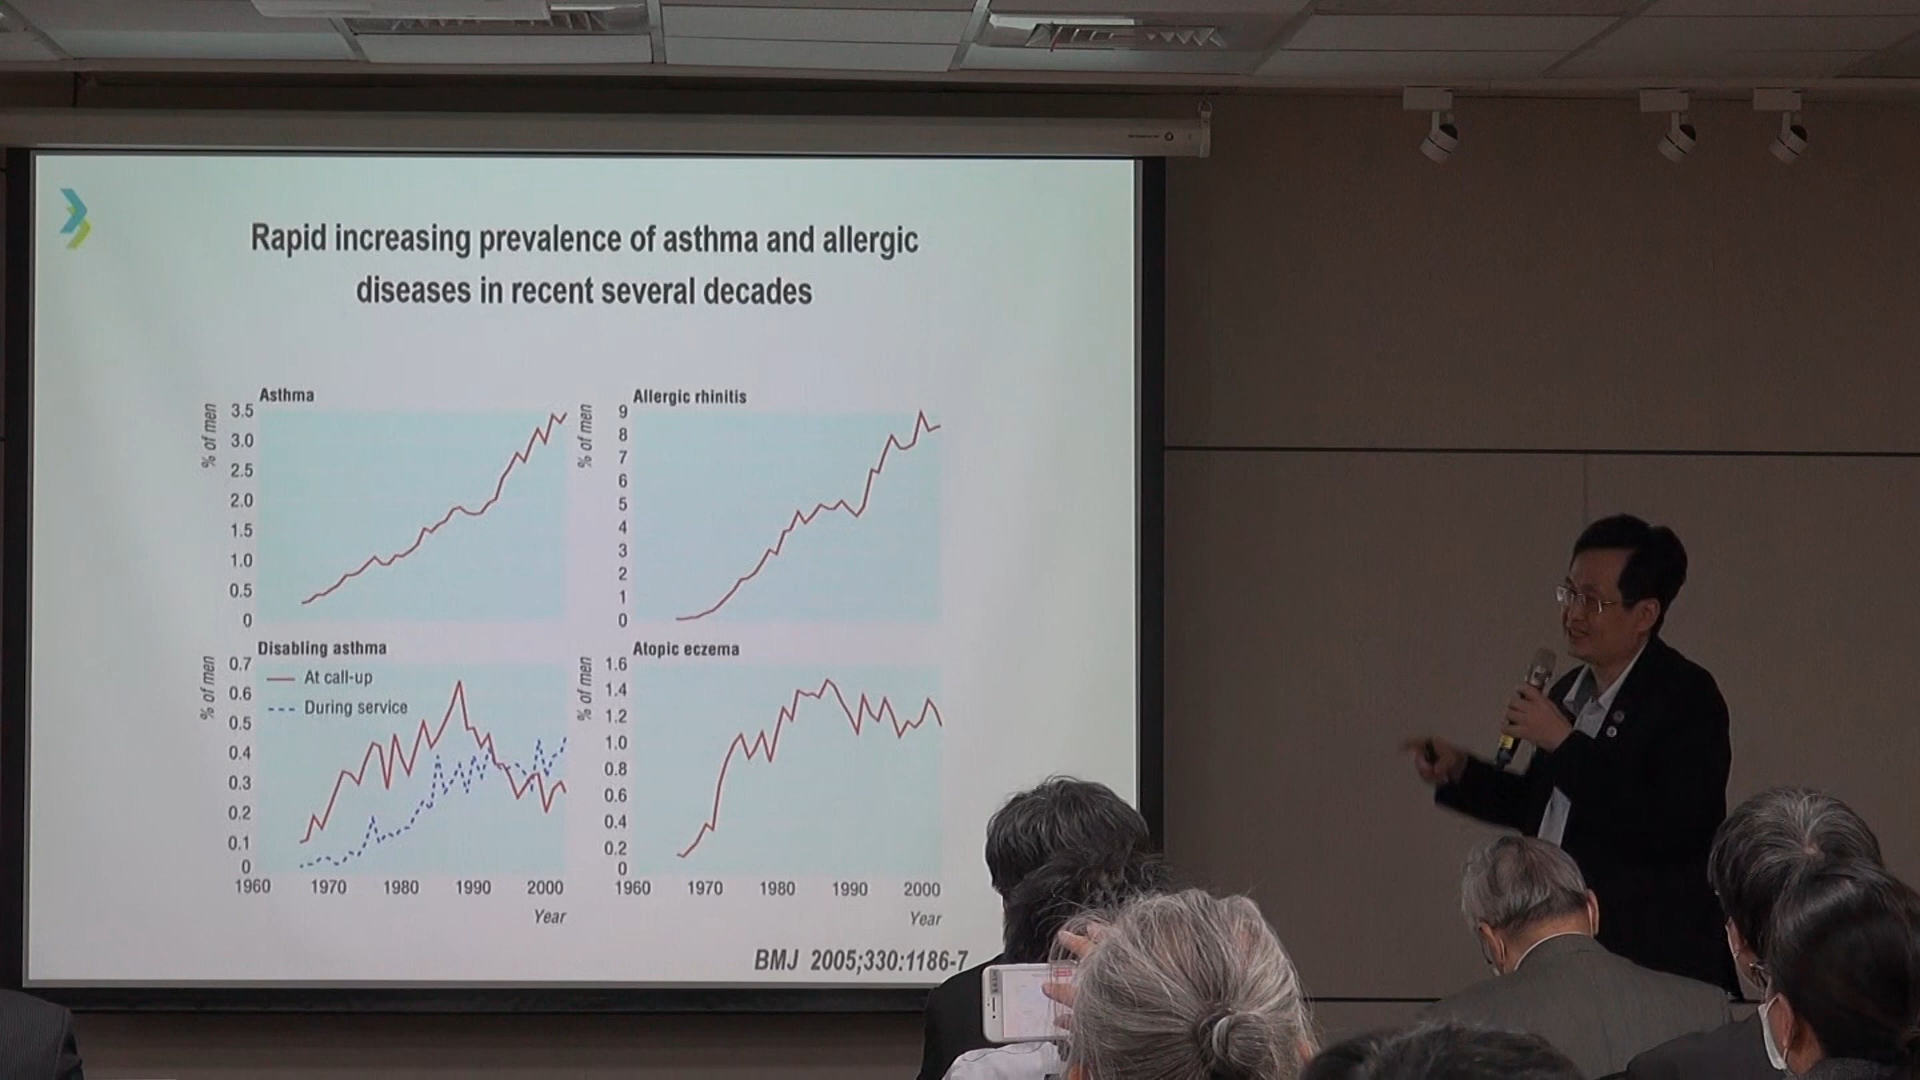 Rapid increasing prevalence of asthma and allergic
diseases in recent several decades
Asthma
% of men
3.5
3.0
2.5
2.0
1.5
1.0
0.5
0
Allergic rhinitis
% of men
9
8
7
6
5
4
3
2
1
0
Disabling asthma
% of men
0.7
0.6
0.5
0.4
0.3
0.2
0.1
0
At call-up
During service
1960 1970 1980 1990 2000
Year
Atopic eczema
% of men
1.6
1.4
1.2
1.0
0.8
0.6
0.4
0.2
0
1960 1970 1980 1990 2000
Year
BMJ 2005;330:1186-7